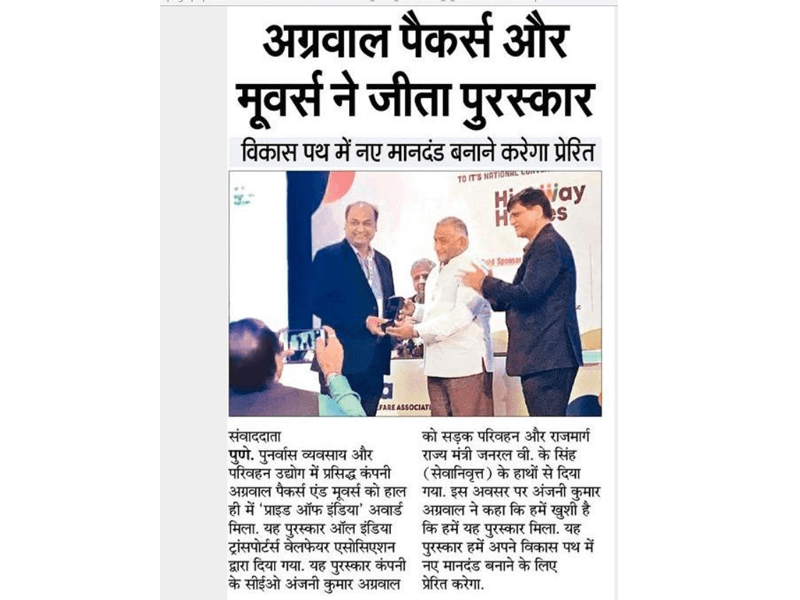 अग्रवाल पैकर्स और
मूवर्स ने जीता पुरस्कार
विकास पथ में नए मानदंड बनाने करेगा प्रेरित
TO IT'S NATIONAL
Highway
Heroes
Sponsor
FARE ASSOCIATI
संवाददाता
पुणे. पुनर्वास व्यवसाय और
परिवहन उद्योग में प्रसिद्ध कंपनी
अग्रवाल पैकर्स एंड मूवर्स को हाल
ही में ‘प्राइड ऑफ इंडिया’ अवार्ड
मिला. यह पुरस्कार ऑल इंडिया
ट्रांसपोर्टर्स वेलफेयर एसोसिएशन
द्वारा दिया गया. यह पुरस्कार कंपनी
के सीईओ अंजनी कुमार अग्रवाल
को सड़क परिवहन और राजमार्ग
राज्य मंत्री जनरल वी. के सिंह
(सेवानिवृत्त) के हाथों से दिया
गया. इस अवसर पर अंजनी कुमार
अग्रवाल ने कहा कि हमें खुशी है
कि हमें यह पुरस्कार मिला. यह
पुरस्कार हमें अपने विकास पथ में
नए मानदंड बनाने के लिए
प्रेरित करेगा.